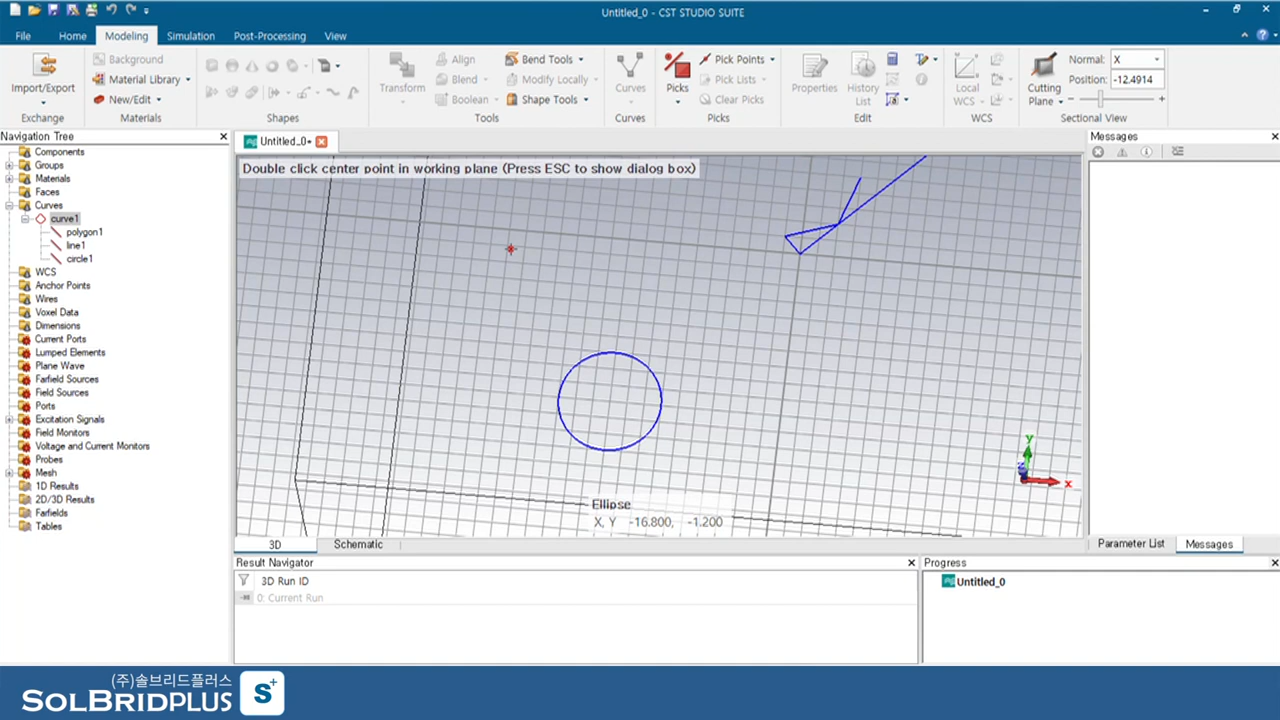 Untitled_0 - CST STUDIO SUITE
File Home Modeling Simulation Post-Processing View
Import/Export
Exchange
Background
Material Library
New/Edit
Materials
Shapes
Transform
Align
Blend
Boolean
Bend Tools
Modify Locally
Shape Tools
Tools
Curves
Curves
Picks
Pick Points
Pick Lists
Clear Picks
Picks
Properties
History
List
Edit
Local
WCS
WCS
Cutting
Plane
Normal: X
Position: -12.4914
Sectional View
Navigation Tree
Components
Groups
Materials
Faces
Curves
curve1
polygon1
line1
circle1
WCS
Anchor Points
Wires
Voxel Data
Dimensions
Current Ports
Lumped Elements
Plane Wave
Farfield Sources
Field Sources
Ports
Excitation Signals
Field Monitors
Voltage and Current Monitors
Probes
Mesh
1D Results
2D/3D Results
Farfields
Tables
Untitled_0*
Double click center point in working plane (Press ESC to show dialog box)
Ellipse
X, Y -16.800, -1.200
y
z
x
3D Schematic
Messages
Parameter List Messages
Result Navigator
3D Run ID
0: Current Run
Progress
Untitled_0
(주)솔브리드플러스
SOLBRIDPLUS
S+